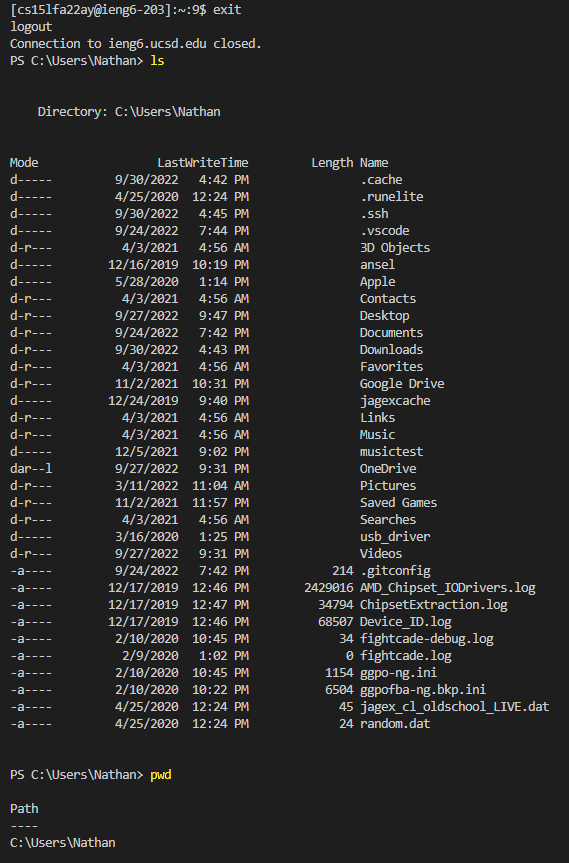 [cs15lfa22ay@ieng6-203]:~:9$ exit
logout
Connection to ieng6.ucsd.edu closed.
PS C:\Users\Nathan> ls
Directory: C:\Users\Nathan
Mode LastWriteTime Length Name
d----- 9/30/2022 4:42 PM .cache
d----- 4/25/2020 12:24 PM .runelite
d----- 9/30/2022 4:45 PM .ssh
d----- 9/24/2022 7:44 PM .vscode
d-r--- 4/3/2021 4:56 AM 3D Objects
d----- 12/16/2019 10:19 PM ansel
d----- 5/28/2020 1:14 PM Apple
d-r--- 4/3/2021 4:56 AM Contacts
d-r--- 9/27/2022 9:47 PM Desktop
d-r--- 9/24/2022 7:42 PM Documents
d-r--- 9/30/2022 4:43 PM Downloads
d-r--- 4/3/2021 4:56 AM Favorites
d-r--- 11/2/2021 10:31 PM Google Drive
d----- 12/24/2019 9:40 PM jagexcache
d-r--- 4/3/2021 4:56 AM Links
d-r--- 4/3/2021 4:56 AM Music
d----- 12/5/2021 9:02 PM musictest
dar--l 9/27/2022 9:31 PM OneDrive
d-r--- 3/11/2022 11:04 AM Pictures
d-r--- 11/2/2021 11:57 PM Saved Games
d-r--- 4/3/2021 4:56 AM Searches
d----- 3/16/2020 1:25 PM usb_driver
d-r--- 9/27/2022 9:31 PM Videos
-a---- 9/24/2022 7:42 PM 214 .gitconfig
-a---- 12/17/2019 12:46 PM 2429016 AMD_Chipset_IODrivers.log
-a---- 12/17/2019 12:47 PM 34794 ChipsetExtraction.log
-a---- 12/17/2019 12:46 PM 68507 Device_ID.log
-a---- 2/10/2020 10:45 PM 34 fightcade-debug.log
-a---- 2/9/2020 1:02 PM 0 fightcade.log
-a---- 2/10/2020 10:45 PM 1154 ggpo-ng.ini
-a---- 2/10/2020 10:22 PM 6504 ggpofba-ng.bkp.ini
-a---- 4/25/2020 12:24 PM 45 jagex_cl_oldschool_LIVE.dat
-a---- 4/25/2020 12:24 PM 24 random.dat
PS C:\Users\Nathan> pwd
Path
----
C:\Users\Nathan